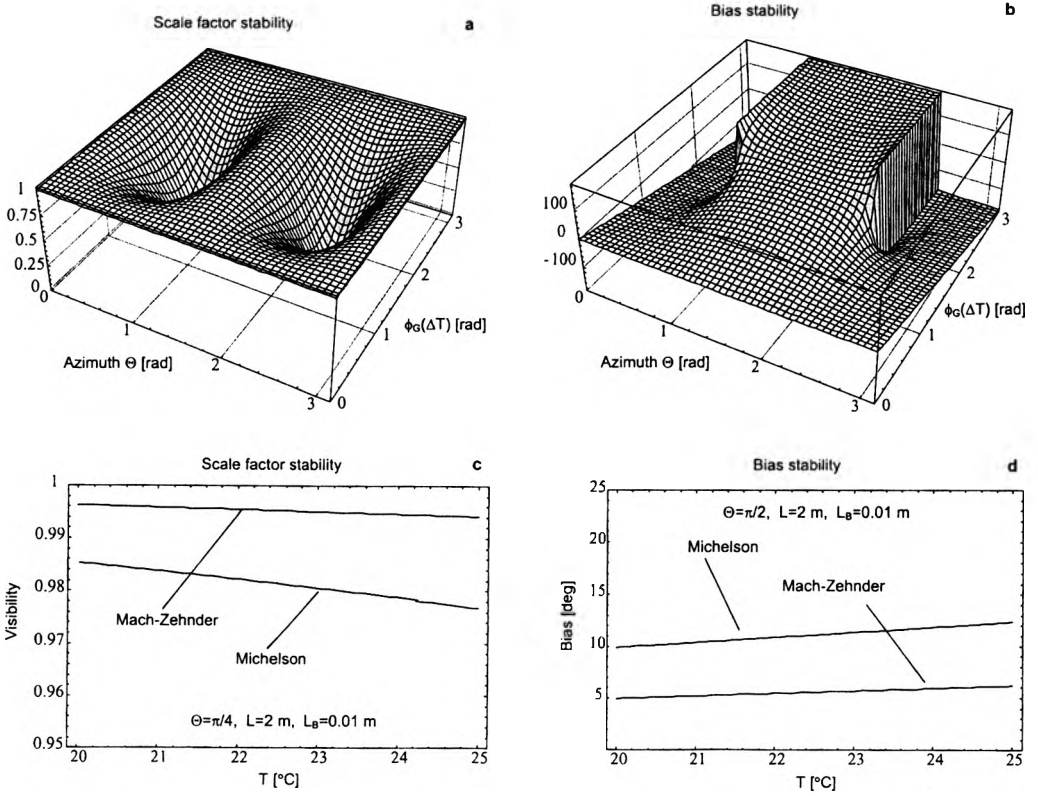 Scale factor stability
a
1
0.75
0.5
0.25
0
0
1
2
3
Azimuth Θ [rad]
0
1
2
3
ϕG(ΔT) [rad]
Bias stability
b
100
0
-100
0
1
2
3
Azimuth Θ [rad]
0
1
2
3
ϕG(ΔT) [rad]
Scale factor stability
c
1
0.99
0.98
0.97
0.96
0.95
Visibility
Mach-Zehnder
Michelson
Θ=π/4, L=2 m, LB=0.01 m
20 21 22 23 24 25
T [°C]
Bias stability
d
25
20
15
10
5
Bias [deg]
Θ=π/2, L=2 m, LB=0.01 m
Michelson
Mach-Zehnder
20 21 22 23 24 25
T [°C]